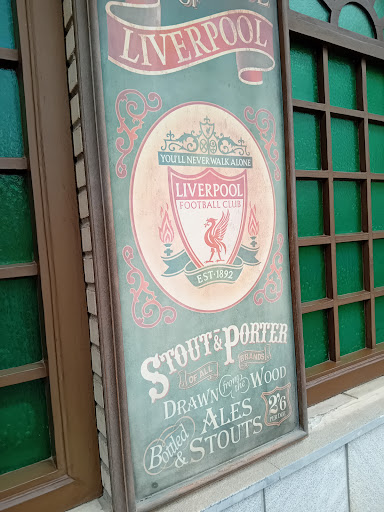 LIVERPOOL
YOU'LL NEVER WALK ALONE
LIVERPOOL
FOOTBALL CLUB
EST·1892
STOUT & PORTER
OF ALL BRANDS
DRAWN from the WOOD
Bottled ALES
& STOUTS
2'6